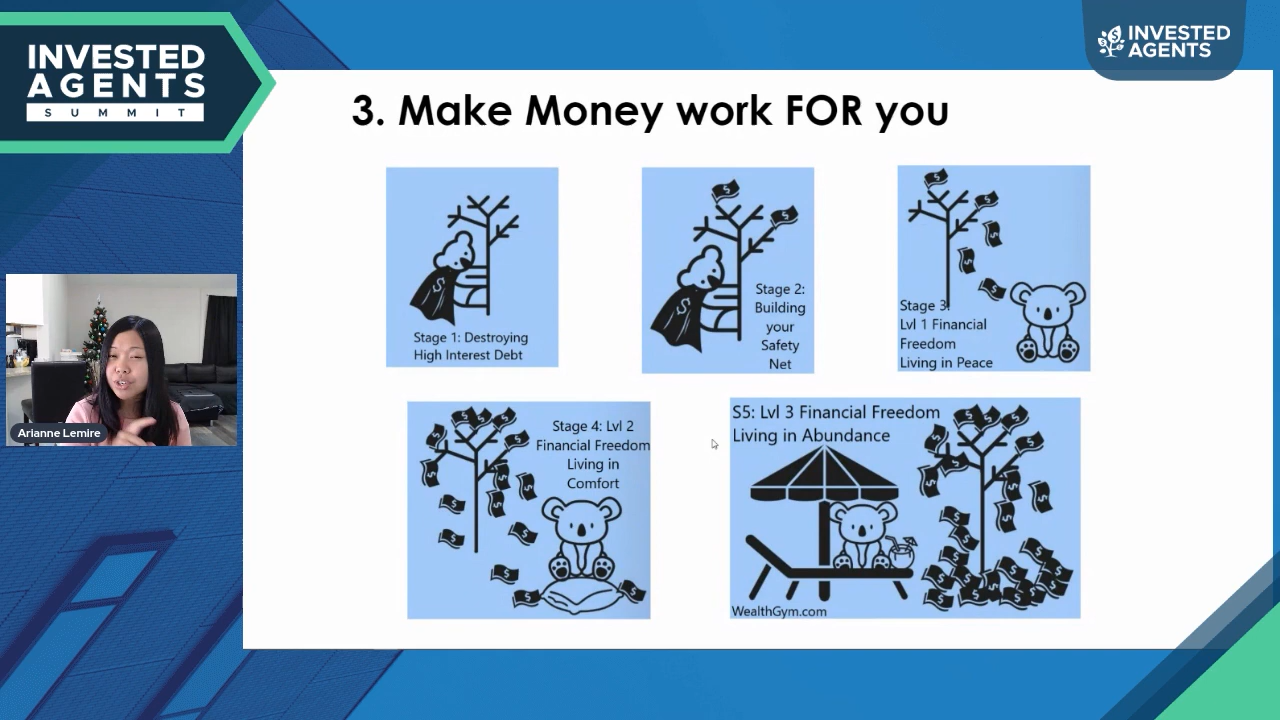 INVESTED
AGENTS
SUMMIT
INVESTED
AGENTS
3. Make Money work FOR you
Stage 1: Destroying
High Interest Debt
Stage 2:
Building
your
Safety
Net
Stage 3:
Lvl 1 Financial
Freedom
Living in Peace
Arianne Lemire
Stage 4: Lvl 2
Financial Freedom
Living in
Comfort
S5: Lvl 3 Financial Freedom
Living in Abundance
WealthGym.com